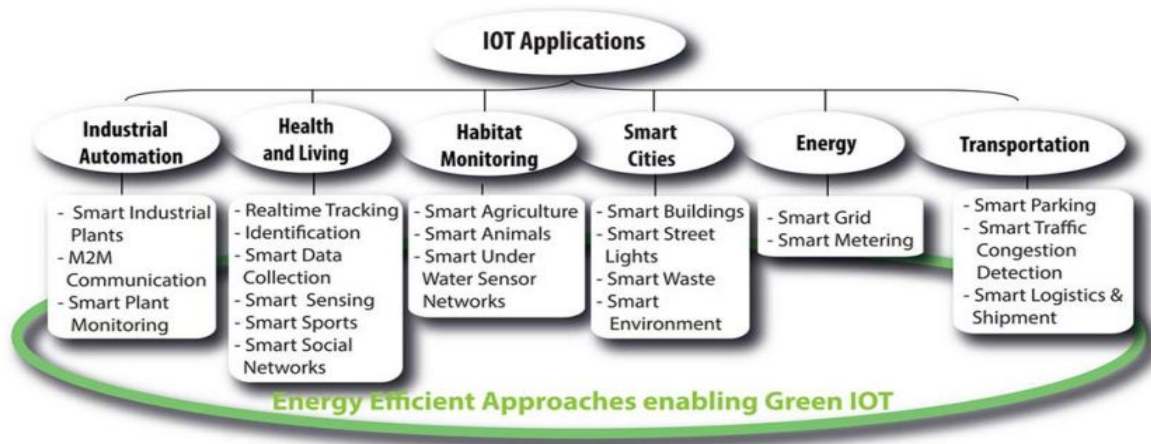 IOT Applications
Industrial
Automation
Health
and Living
Habitat
Monitoring
Smart
Cities
Energy
Transportation
- Smart Industrial
Plants
- M2M
Communication
- Smart Plant
Monitoring
- Realtime Tracking
- Identification
- Smart Data
Collection
- Smart Sensing
- Smart Sports
- Smart Social
Networks
- Smart Agriculture
- Smart Animals
- Smart Under
Water Sensor
Networks
- Smart Buildings
- Smart Street
Lights
- Smart Waste
- Smart
Environment
- Smart Grid
- Smart Metering
- Smart Parking
- Smart Traffic
Congestion
Detection
- Smart Logistics &
Shipment
Energy Efficient Approaches enabling Green IOT